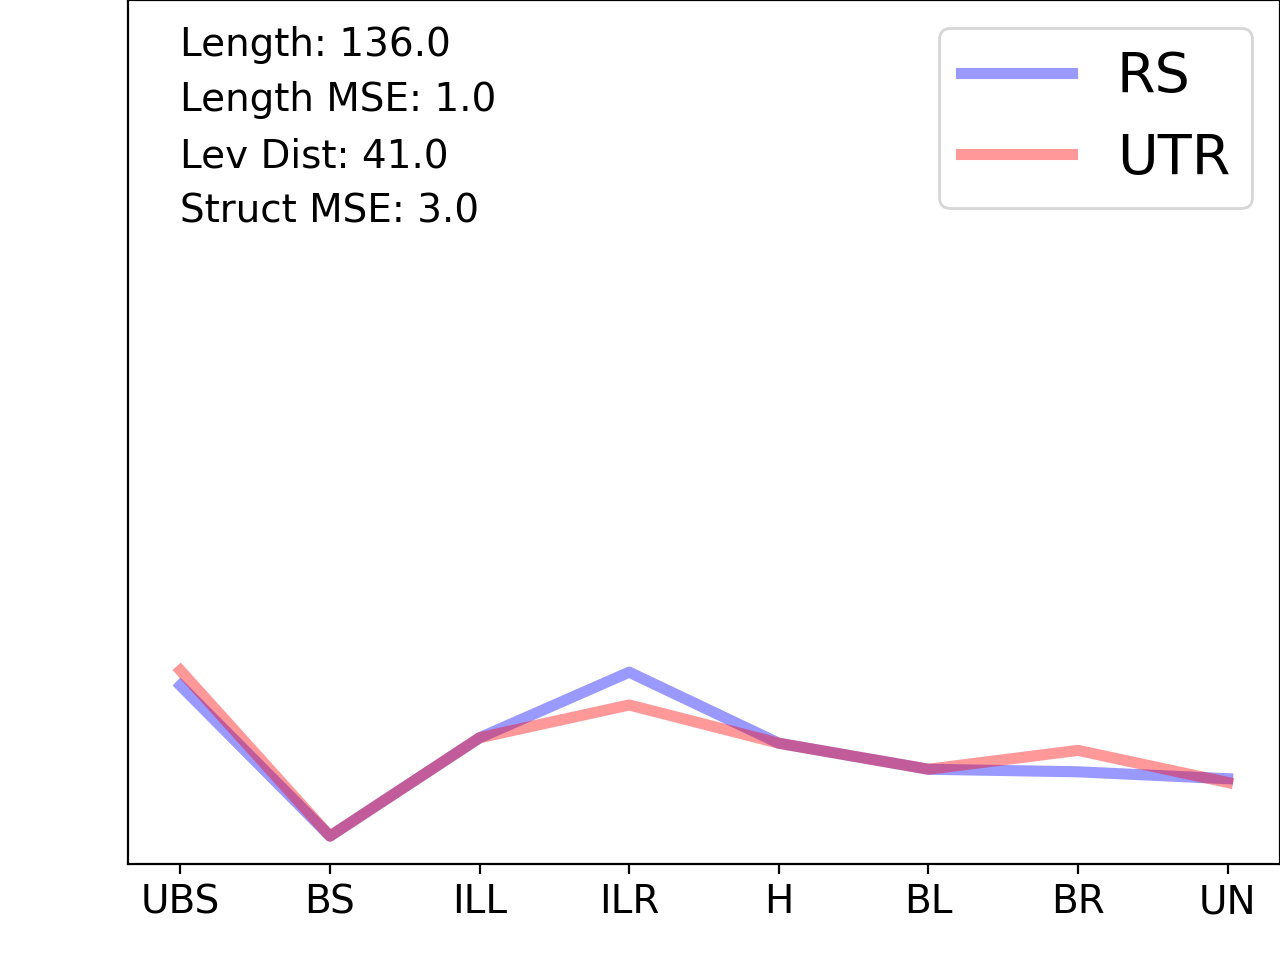 Length: 136.0
Length MSE: 1.0
Lev Dist: 41.0
Struct MSE: 3.0
RS
UTR
UBS BS ILL ILR H BL BR UN